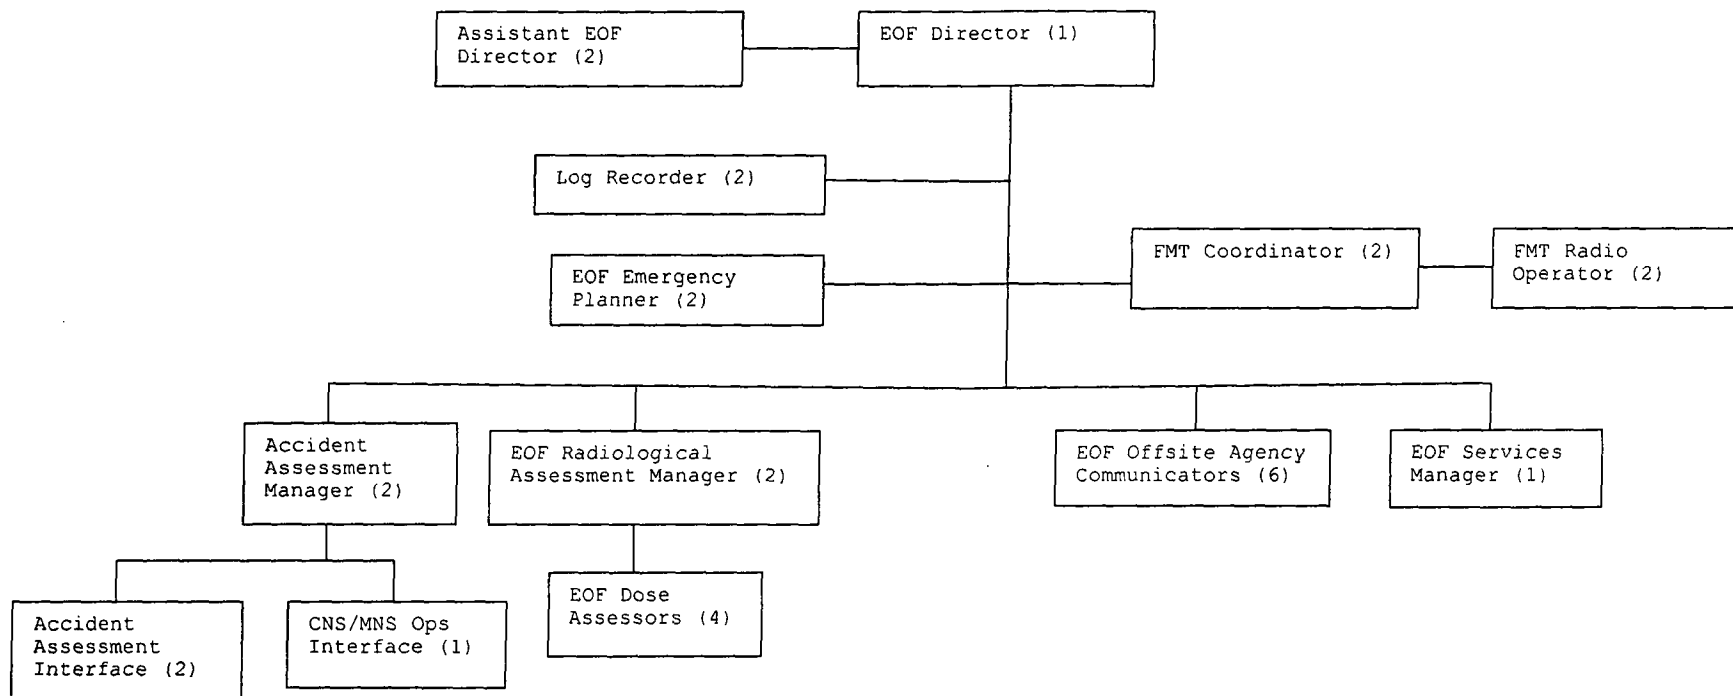 Assistant EOF
Director (2)
EOF Director (1)
Log Recorder (2)
EOF Emergency
Planner (2)
FMT Coordinator (2)
FMT Radio
Operator (2)
Accident
Assessment
Manager (2)
EOF Radiological
Assessment Manager (2)
EOF Offsite Agency
Communicators (6)
EOF Services
Manager (1)
Accident
Assessment
Interface (2)
CNS/MNS Ops
Interface (1)
EOF Dose
Assessors (4)